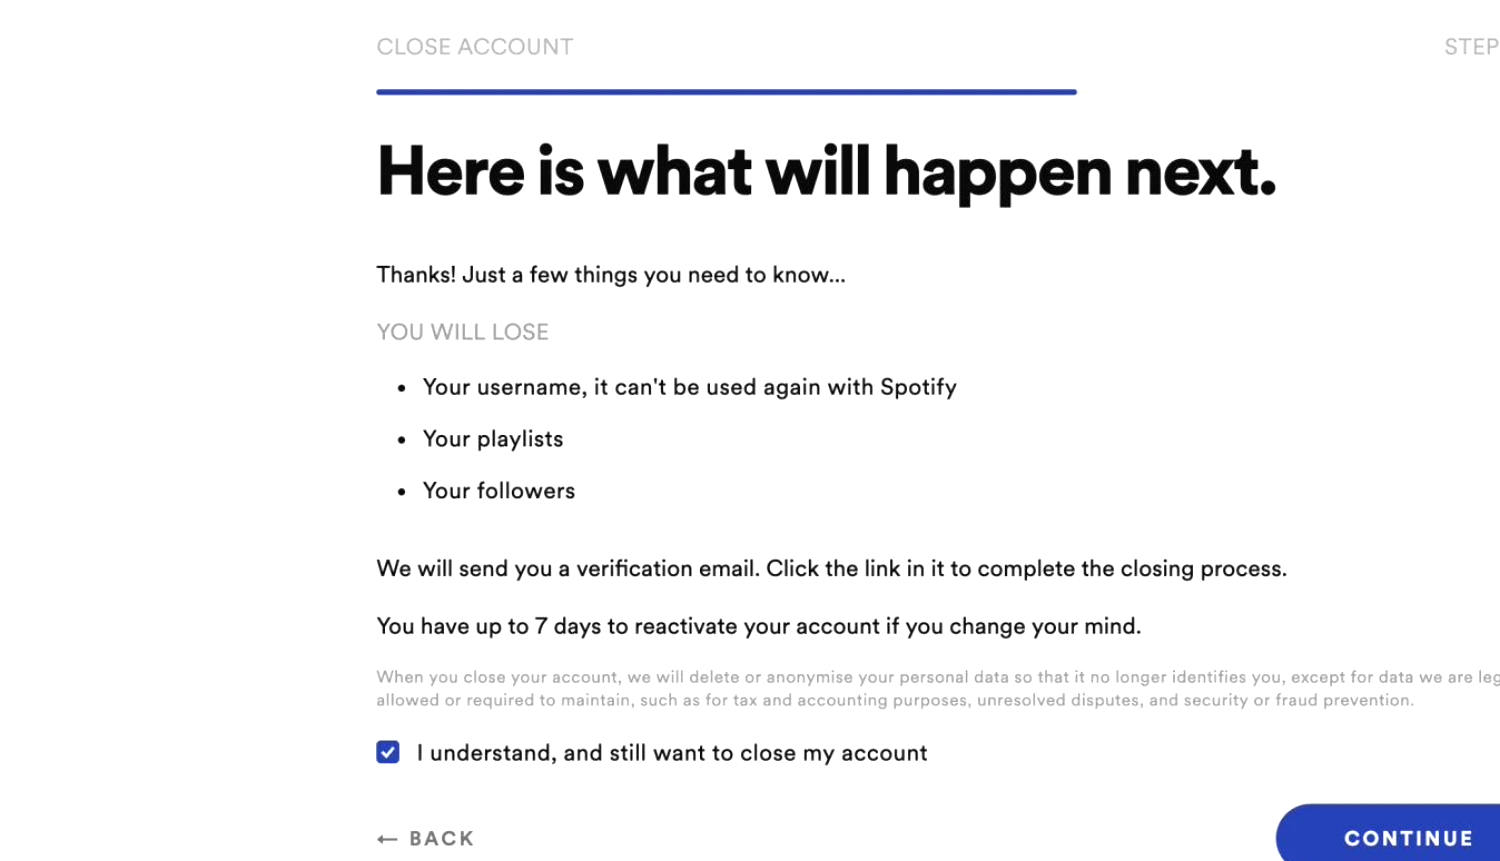 CLOSE ACCOUNT
STEP
Here is what will happen next.
Thanks! Just a few things you need to know...
YOU WILL LOSE
• Your username, it can't be used again with Spotify
• Your playlists
• Your followers
We will send you a verification email. Click the link in it to complete the closing process.
You have up to 7 days to reactivate your account if you change your mind.
When you close your account, we will delete or anonymise your personal data so that it no longer identifies you, except for data we are
allowed or required to maintain, such as for tax and accounting purposes, unresolved disputes, and security or fraud prevention.
I understand, and still want to close my account
← BACK
CONTINUE